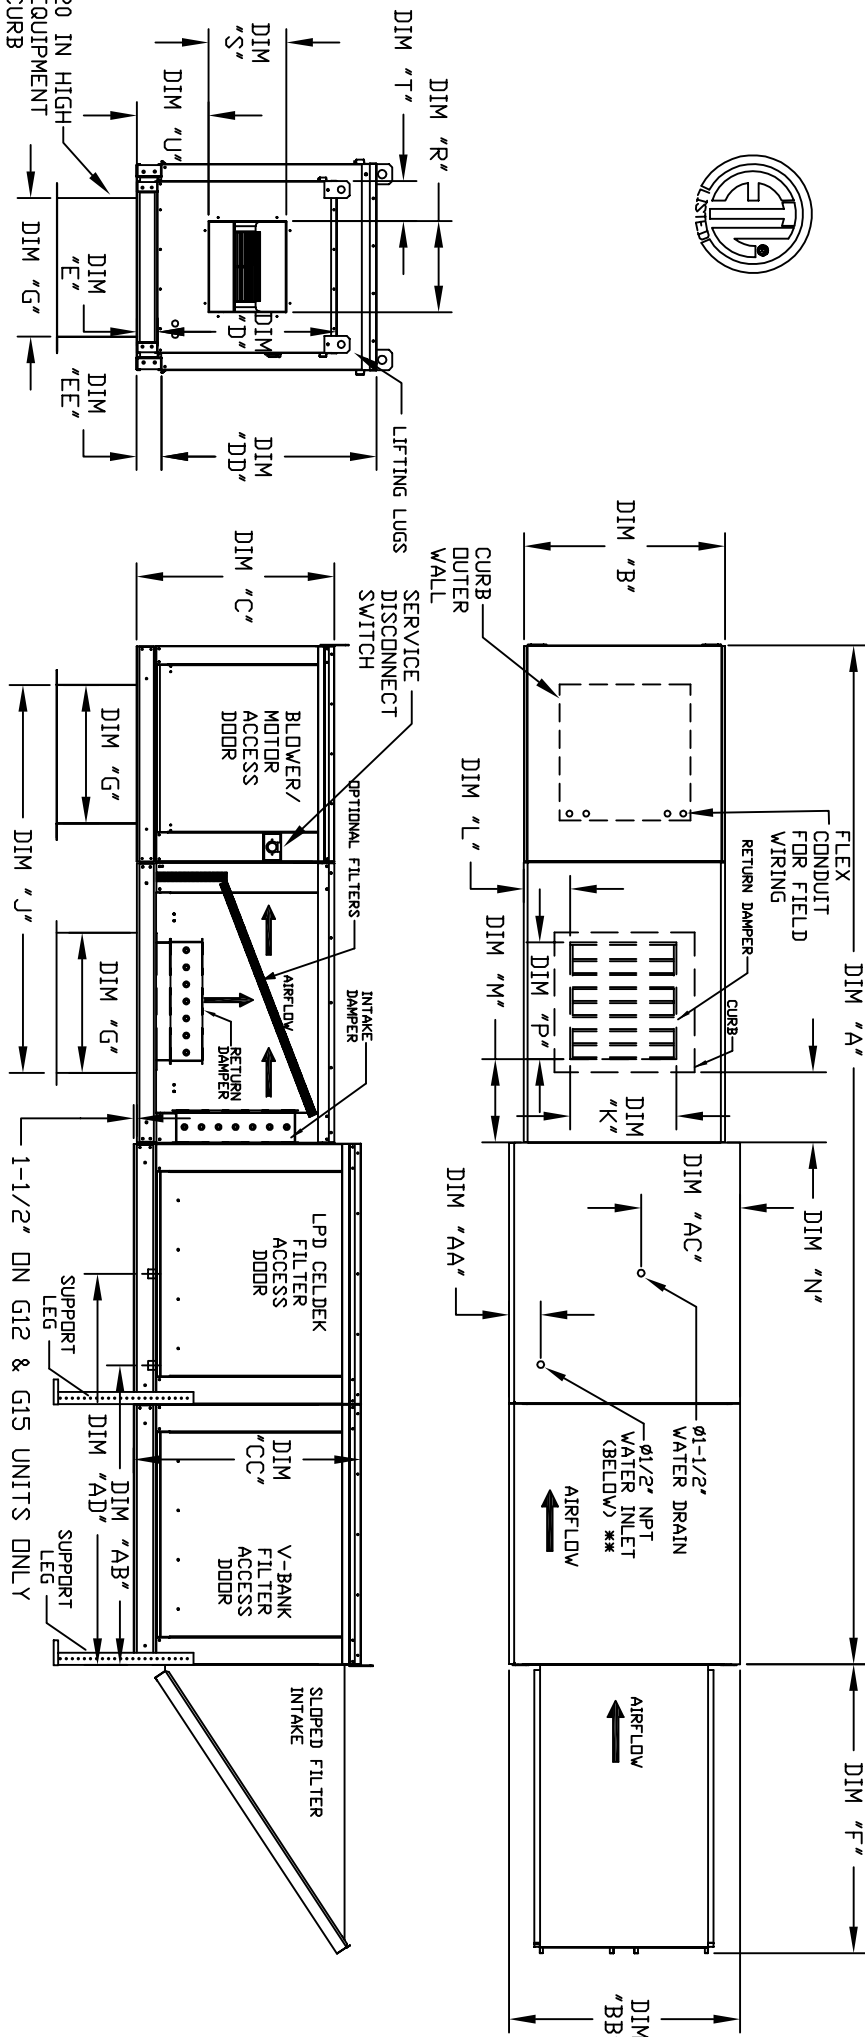 LISTED
DIM "A"
DIM "F"
FLEX
CONDUIT
FOR FIELD
WIRING
RETURN DAMPER
CURB
DIM "N"
DIM "B"
CURB
OUTER
WALL
DIM "L"
DIM "M"
DIM "P"
DIM
"K"
DIM "AC"
DIM "AA"
Ø1-1/2"
WATER DRAIN
Ø1/2" NPT
WATER INLET
(BELOW) **
AIRFLOW
AIRFLOW
DIM
"BB
DIM "R"
DIM "T"
DIM
"S"
DIM "U"
20 IN HIGH
EQUIPMENT
CURB
DIM "G"
DIM
"E"
DIM
"D"
DIM
"EE"
DIM
"DD"
LIFTING LUGS
DIM "C"
SERVICE
DISCONNECT
SWITCH
BLOWER/
MOTOR
ACCESS
DOOR
OPTIONAL FILTERS
AIRFLOW
INTAKE
DAMPER
RETURN
DAMPER
DIM "G"
DIM "J"
DIM "G"
1-1/2" ON G12 & G15 UNITS ONLY
LPD CELDEK
FILTER
ACCESS
DOOR
SUPPORT
LEG
DIM "AD"
DIM "AB"
DIM
"CC"
V-BANK
FILTER
ACCESS
DOOR
SUPPORT
LEG
SLOPED FILTER
INTAKE